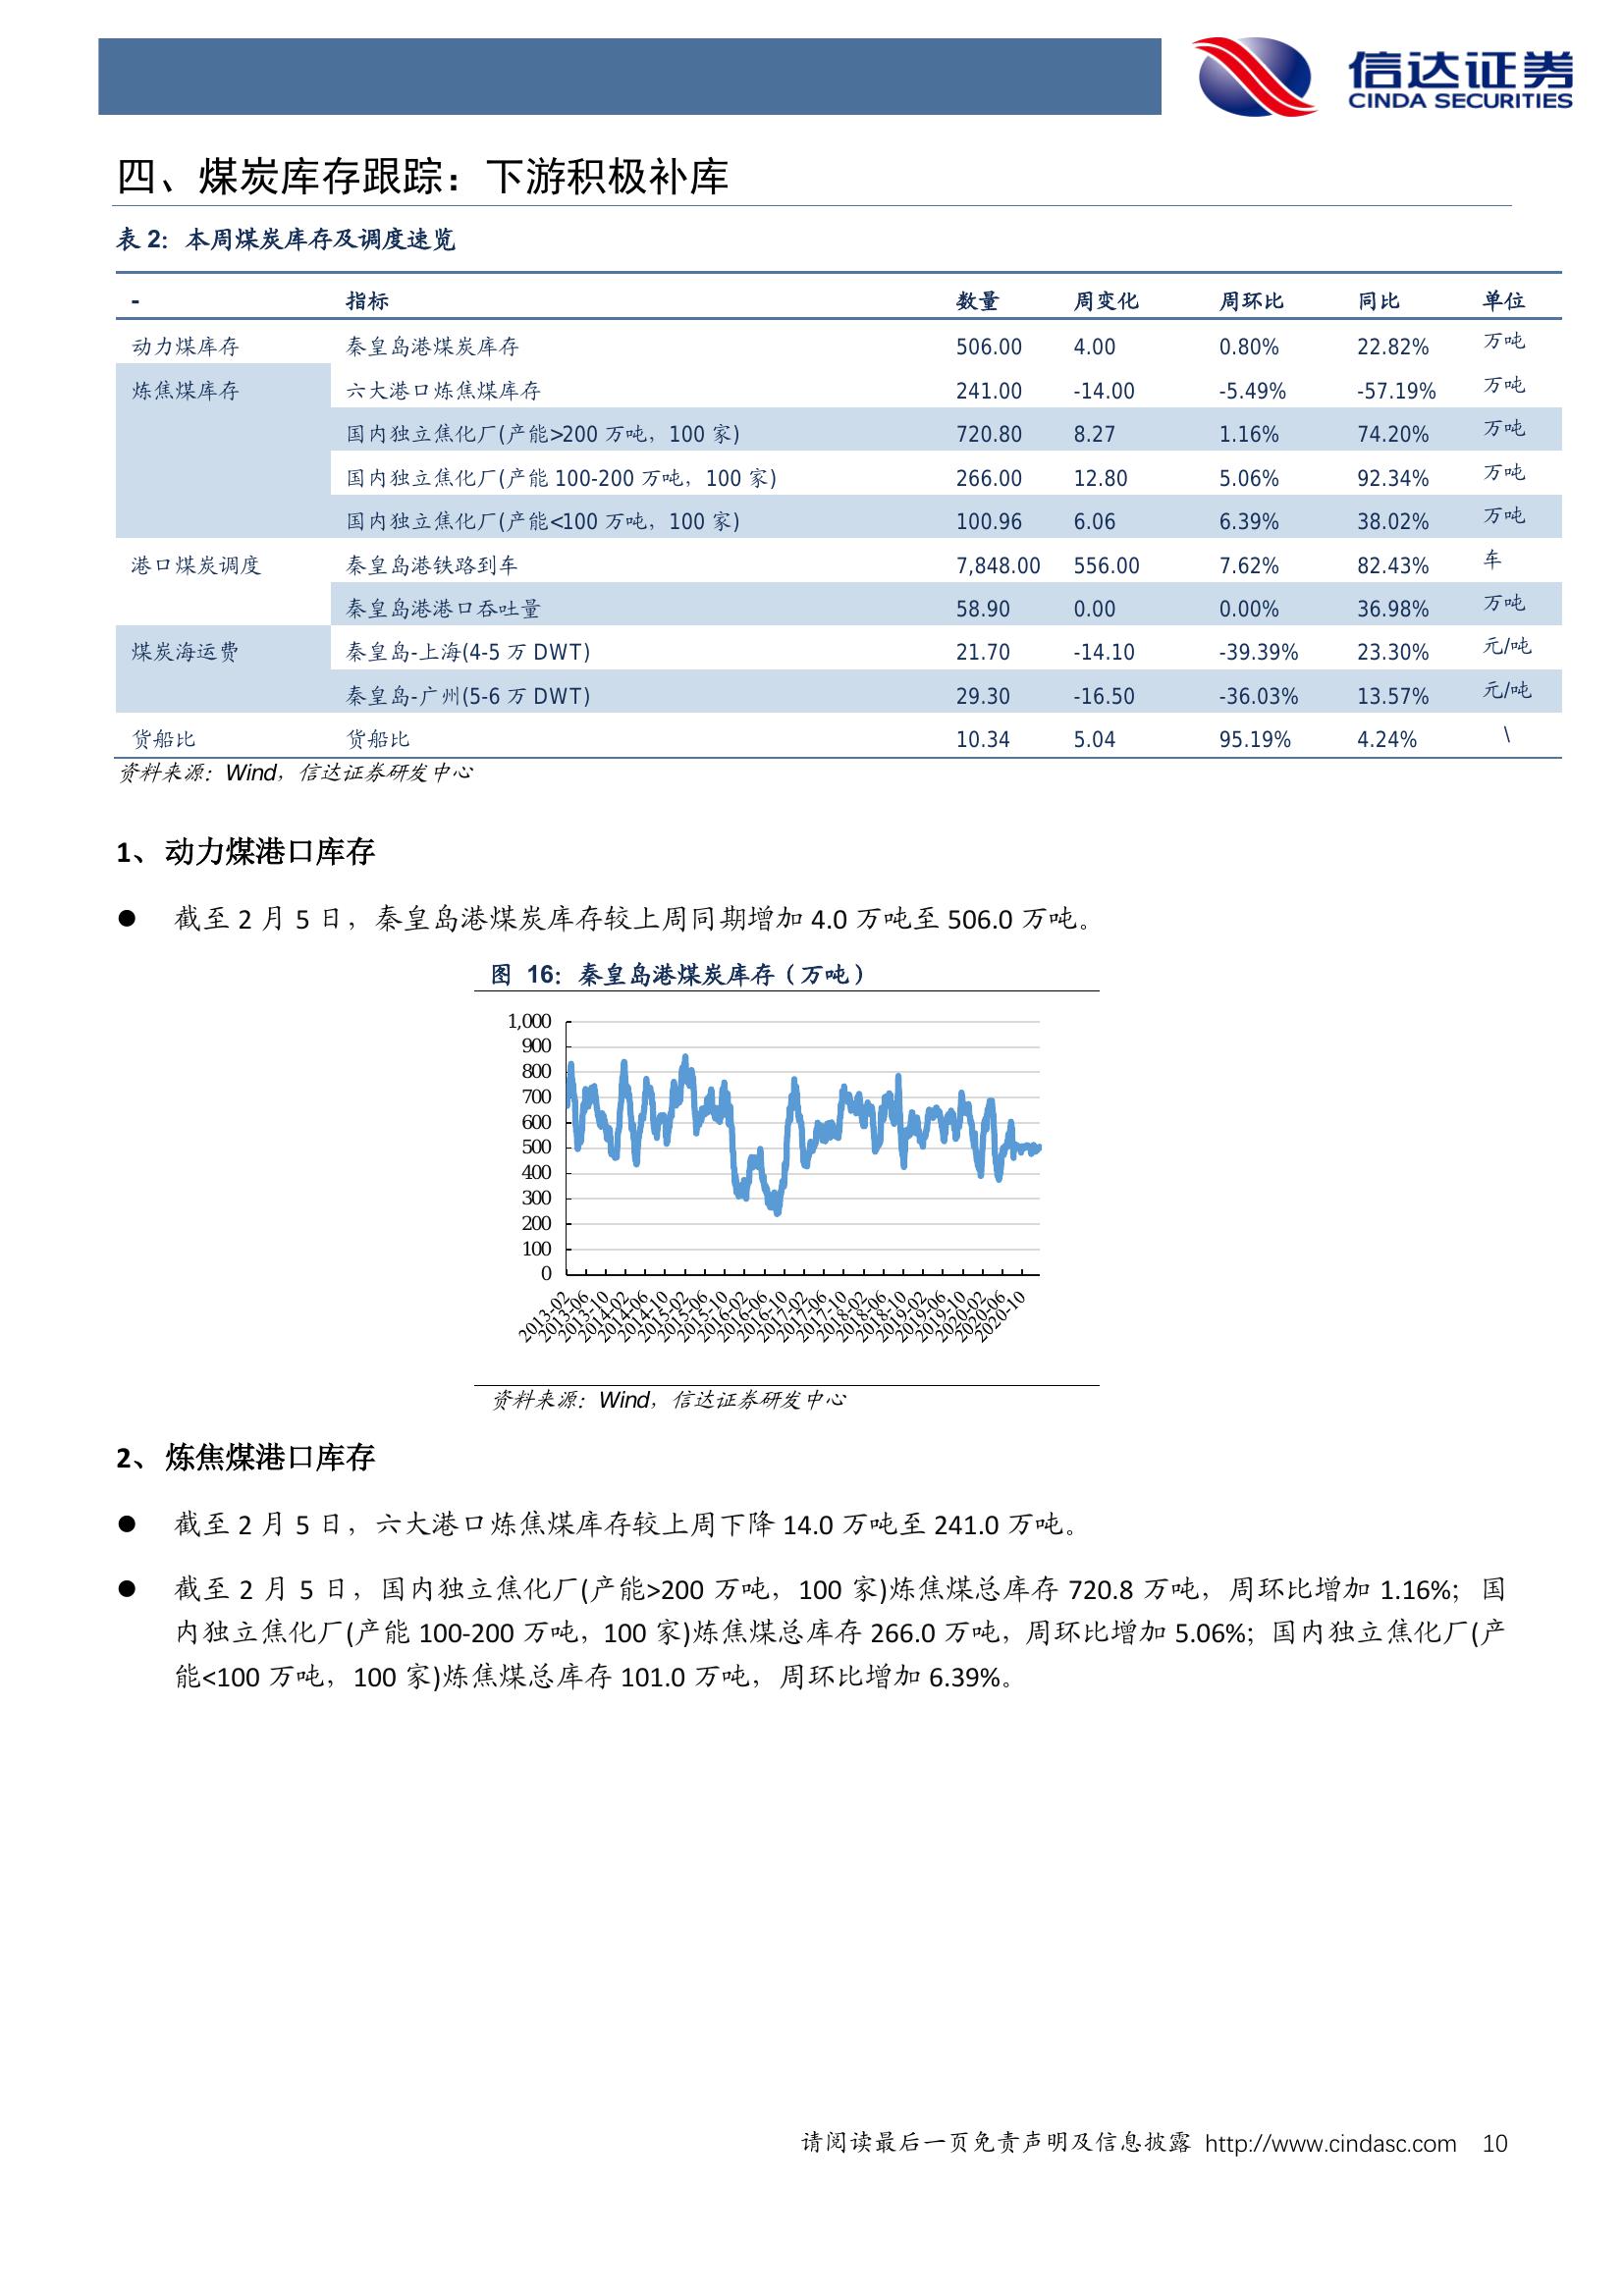 信达证券
CINDA SECURITIES
四、煤炭库存跟踪：下游积极补库
表 2：本周煤炭库存及调度速览
- 指标 数量 周变化 周环比 同比 单位
动力煤库存 秦皇岛港煤炭库存 506.00 4.00 0.80% 22.82% 万吨
炼焦煤库存 六大港口炼焦煤库存 241.00 -14.00 -5.49% -57.19% 万吨
国内独立焦化厂(产能>200 万吨，100 家) 720.80 8.27 1.16% 74.20% 万吨
国内独立焦化厂(产能 100-200 万吨，100 家) 266.00 12.80 5.06% 92.34% 万吨
国内独立焦化厂(产能<100 万吨，100 家) 100.96 6.06 6.39% 38.02% 万吨
港口煤炭调度 秦皇岛港铁路到车 7,848.00 556.00 7.62% 82.43% 车
秦皇岛港港口吞吐量 58.90 0.00 0.00% 36.98% 万吨
煤炭海运费 秦皇岛-上海(4-5 万 DWT) 21.70 -14.10 -39.39% 23.30% 元/吨
秦皇岛-广州(5-6 万 DWT) 29.30 -16.50 -36.03% 13.57% 元/吨
货船比 货船比 10.34 5.04 95.19% 4.24% \
资料来源：Wind，信达证券研发中心
1、动力煤港口库存
● 截至 2 月 5 日，秦皇岛港煤炭库存较上周同期增加 4.0 万吨至 506.0 万吨。
图 16：秦皇岛港煤炭库存（万吨）
1,000
900
800
700
600
500
400
300
200
100
0
2013-02 2013-06 2013-10 2014-02 2014-06 2014-10 2015-02 2015-06 2015-10 2016-02 2016-06 2016-10 2017-02 2017-06 2017-10 2018-02 2018-06 2018-10 2019-02 2019-06 2019-10 2020-02 2020-06 2020-10
资料来源：Wind，信达证券研发中心
2、炼焦煤港口库存
● 截至 2 月 5 日，六大港口炼焦煤库存较上周下降 14.0 万吨至 241.0 万吨。
● 截至 2 月 5 日，国内独立焦化厂(产能>200 万吨，100 家)炼焦煤总库存 720.8 万吨，周环比增加 1.16%；国
内独立焦化厂(产能 100-200 万吨，100 家)炼焦煤总库存 266.0 万吨，周环比增加 5.06%；国内独立焦化厂(产
能<100 万吨，100 家)炼焦煤总库存 101.0 万吨，周环比增加 6.39%。
请阅读最后一页免责声明及信息披露 http://www.cindasc.com 10